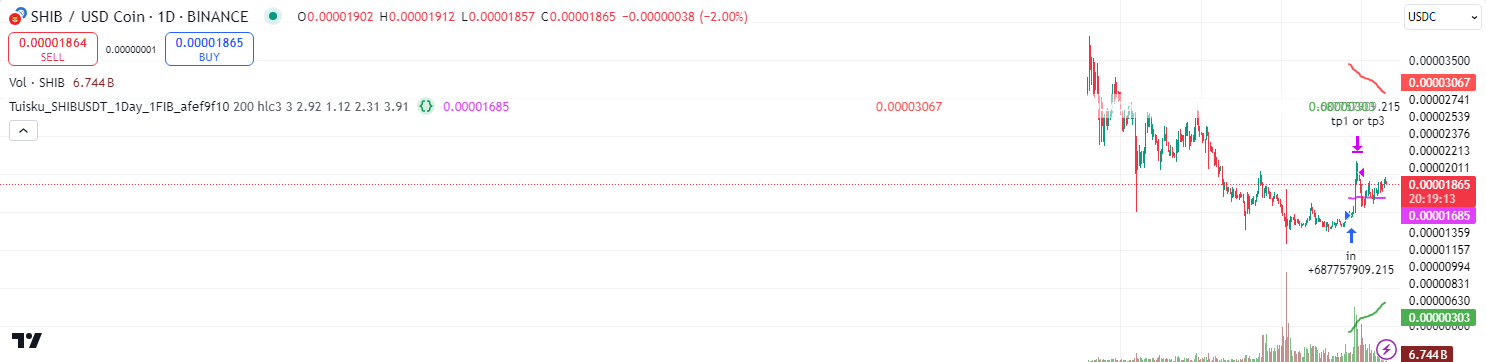 SHIB / USD Coin · 1D · BINANCE O0.00001902 H0.00001912 L0.00001857 C0.00001865 −0.00000038 (−2.00%)
USDC
0.00001864
SELL
0.00000001
0.00001865
BUY
Vol · SHIB 6.744 B
Tuisku_SHIBUSDT_1Day_1FIB_afef9f10 200 hlc3 3 2.92 1.12 2.31 3.91 {} 0.00001685 0.00003067
tp1 or tp3
in
+687757909.215
0.00003500
0.00003067
0.00002741
0.00002539
0.00002376
0.00002213
0.00002011
0.00001865
20:19:13
0.00001685
0.00001359
0.00001157
0.00000994
0.00000831
0.00000630
0.00000303
0.00000000
6.744 B